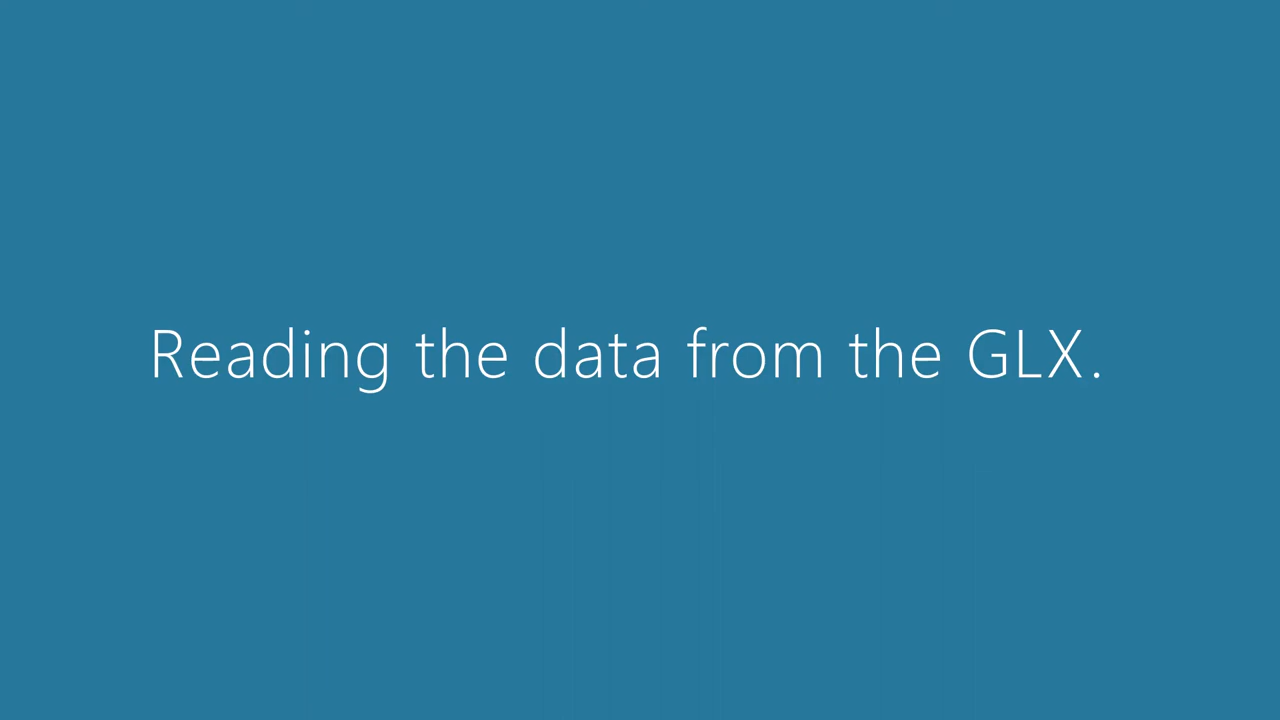 Reading the data from the GLX.